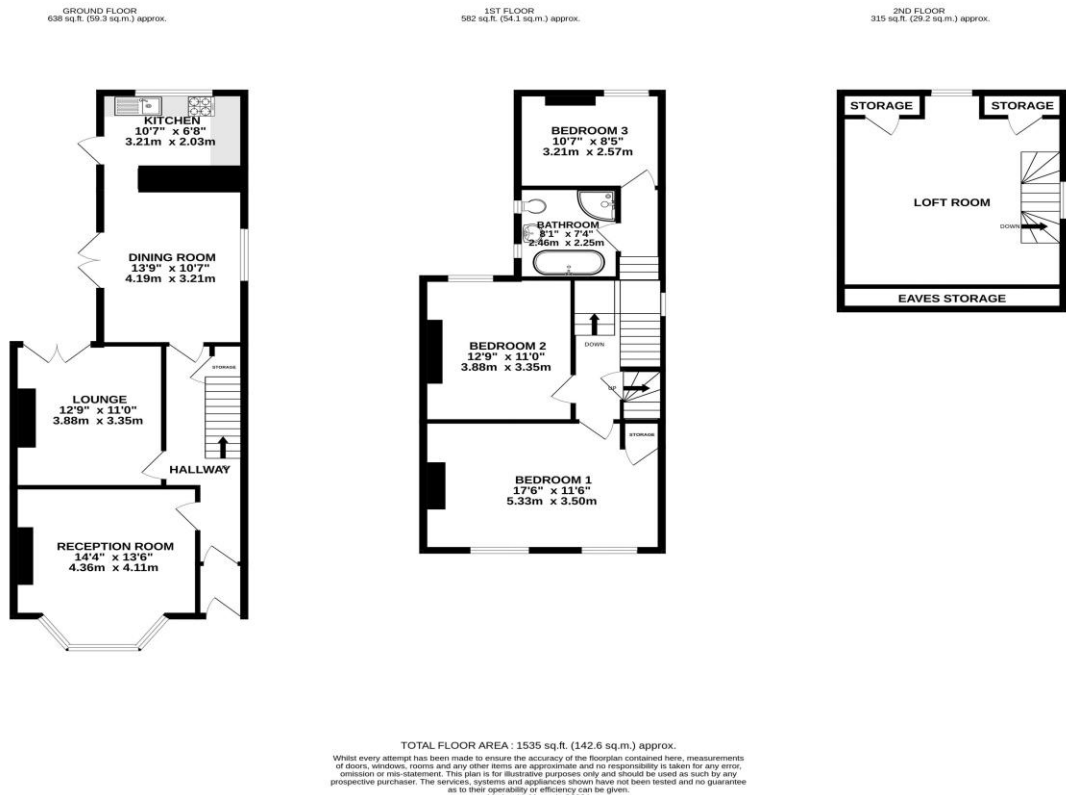 GROUND FLOOR
638 sq.ft. (59.3 sq.m.) approx.
KITCHEN
10'7" x 6'8"
3.21m x 2.03m
DINING ROOM
13'9" x 10'7"
4.19m x 3.21m
STORAGE
LOUNGE
12'9" x 11'0"
3.88m x 3.35m
HALLWAY
RECEPTION ROOM
14'4" x 13'6"
4.36m x 4.11m
1ST FLOOR
582 sq.ft. (54.1 sq.m.) approx.
BEDROOM 3
10'7" x 8'5"
3.21m x 2.57m
BATHROOM
8'1" x 7'4"
2.46m x 2.25m
BEDROOM 2
12'9" x 11'0"
3.88m x 3.35m
DOWN
UP
STORAGE
BEDROOM 1
17'6" x 11'6"
5.33m x 3.50m
2ND FLOOR
315 sq.ft. (29.2 sq.m.) approx.
STORAGE
STORAGE
LOFT ROOM
DOWN
EAVES STORAGE
TOTAL FLOOR AREA : 1535 sq.ft. (142.6 sq.m.) approx.
Whilst every attempt has been made to ensure the accuracy of the floorplan contained here, measurements
of doors, windows, rooms and any other items are approximate and no responsibility is taken for any error,
omission or mis-statement. This plan is for illustrative purposes only and should be used as such by any
prospective purchaser. The services, systems and appliances shown have not been tested and no guarantee
as to their operability or efficiency can be given.